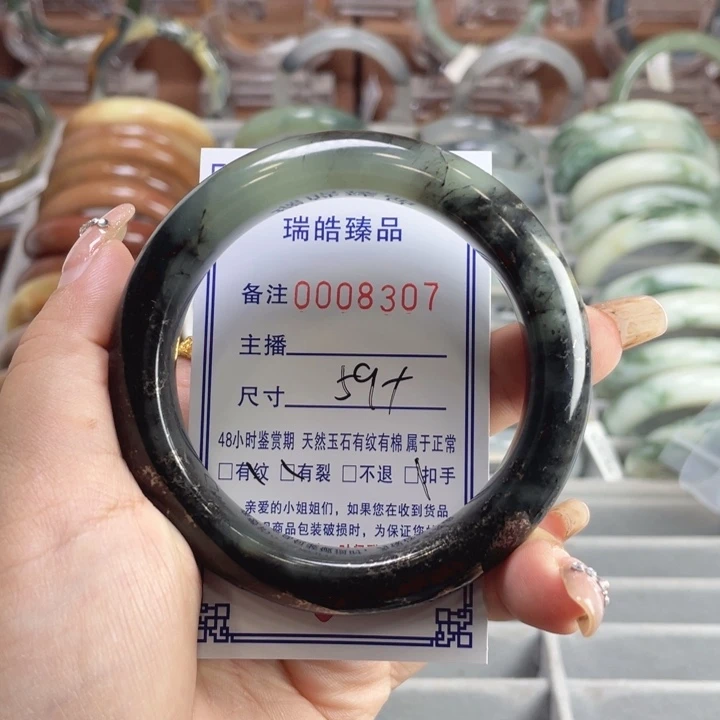 瑞皓臻品
备注0008307
主播
尺寸 59+
48小时鉴赏期 天然玉石有纹有棉 属于正常
□有纹 □有裂 □不退 □扣手
亲爱的小姐姐们，如果您在收到货品
商品包装破损时，为保证您